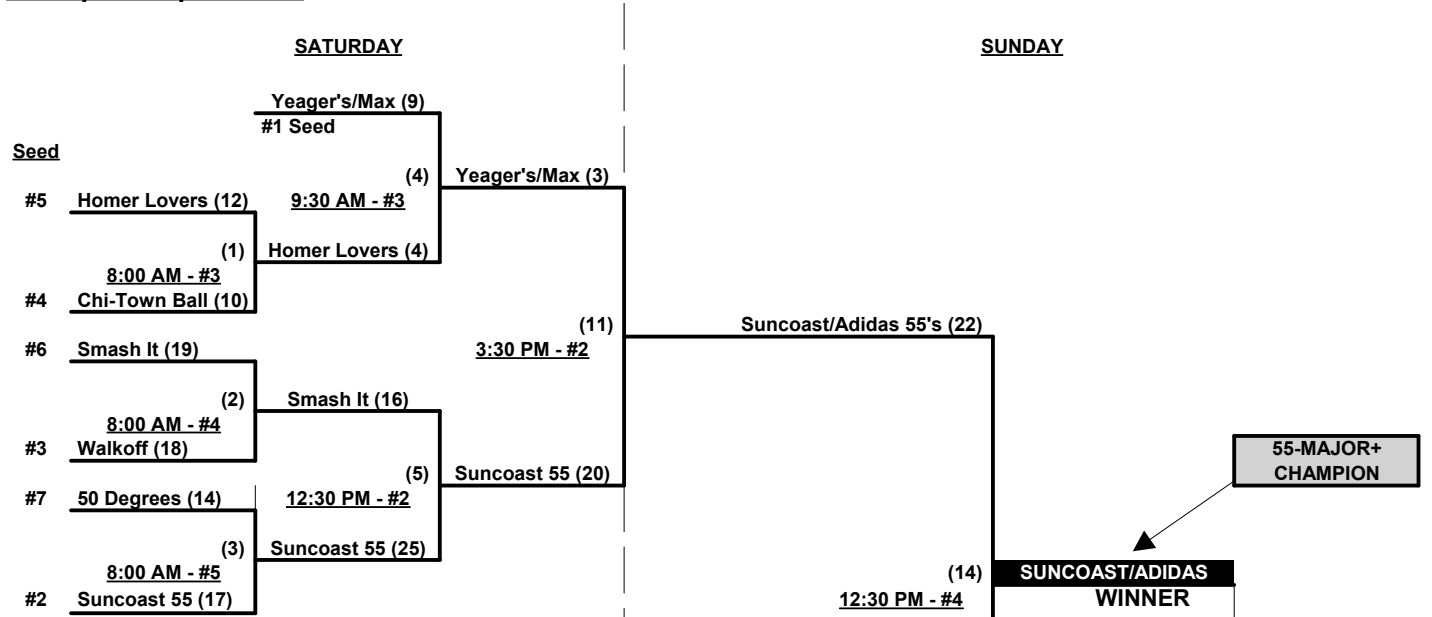 SATURDAY
SUNDAY
Yeager's/Max (9)
#1 Seed
Seed
(4)
Yeager's/Max (3)
#5 Homer Lovers (12)
9:30 AM - #3
(1)
Homer Lovers (4)
8:00 AM - #3
#4 Chi-Town Ball (10)
(11)
Suncoast/Adidas 55's (22)
#6 Smash It (19)
3:30 PM - #2
(2)
Smash It (16)
8:00 AM - #4
#3 Walkoff (18)
55-MAJOR+
CHAMPION
(5)
Suncoast 55 (20)
#7 50 Degrees (14)
12:30 PM - #2
(3)
Suncoast 55 (25)
8:00 AM - #5
(14)
SUNCOAST/ADIDAS
#2 Suncoast 55 (17)
12:30 PM - #4
WINNER